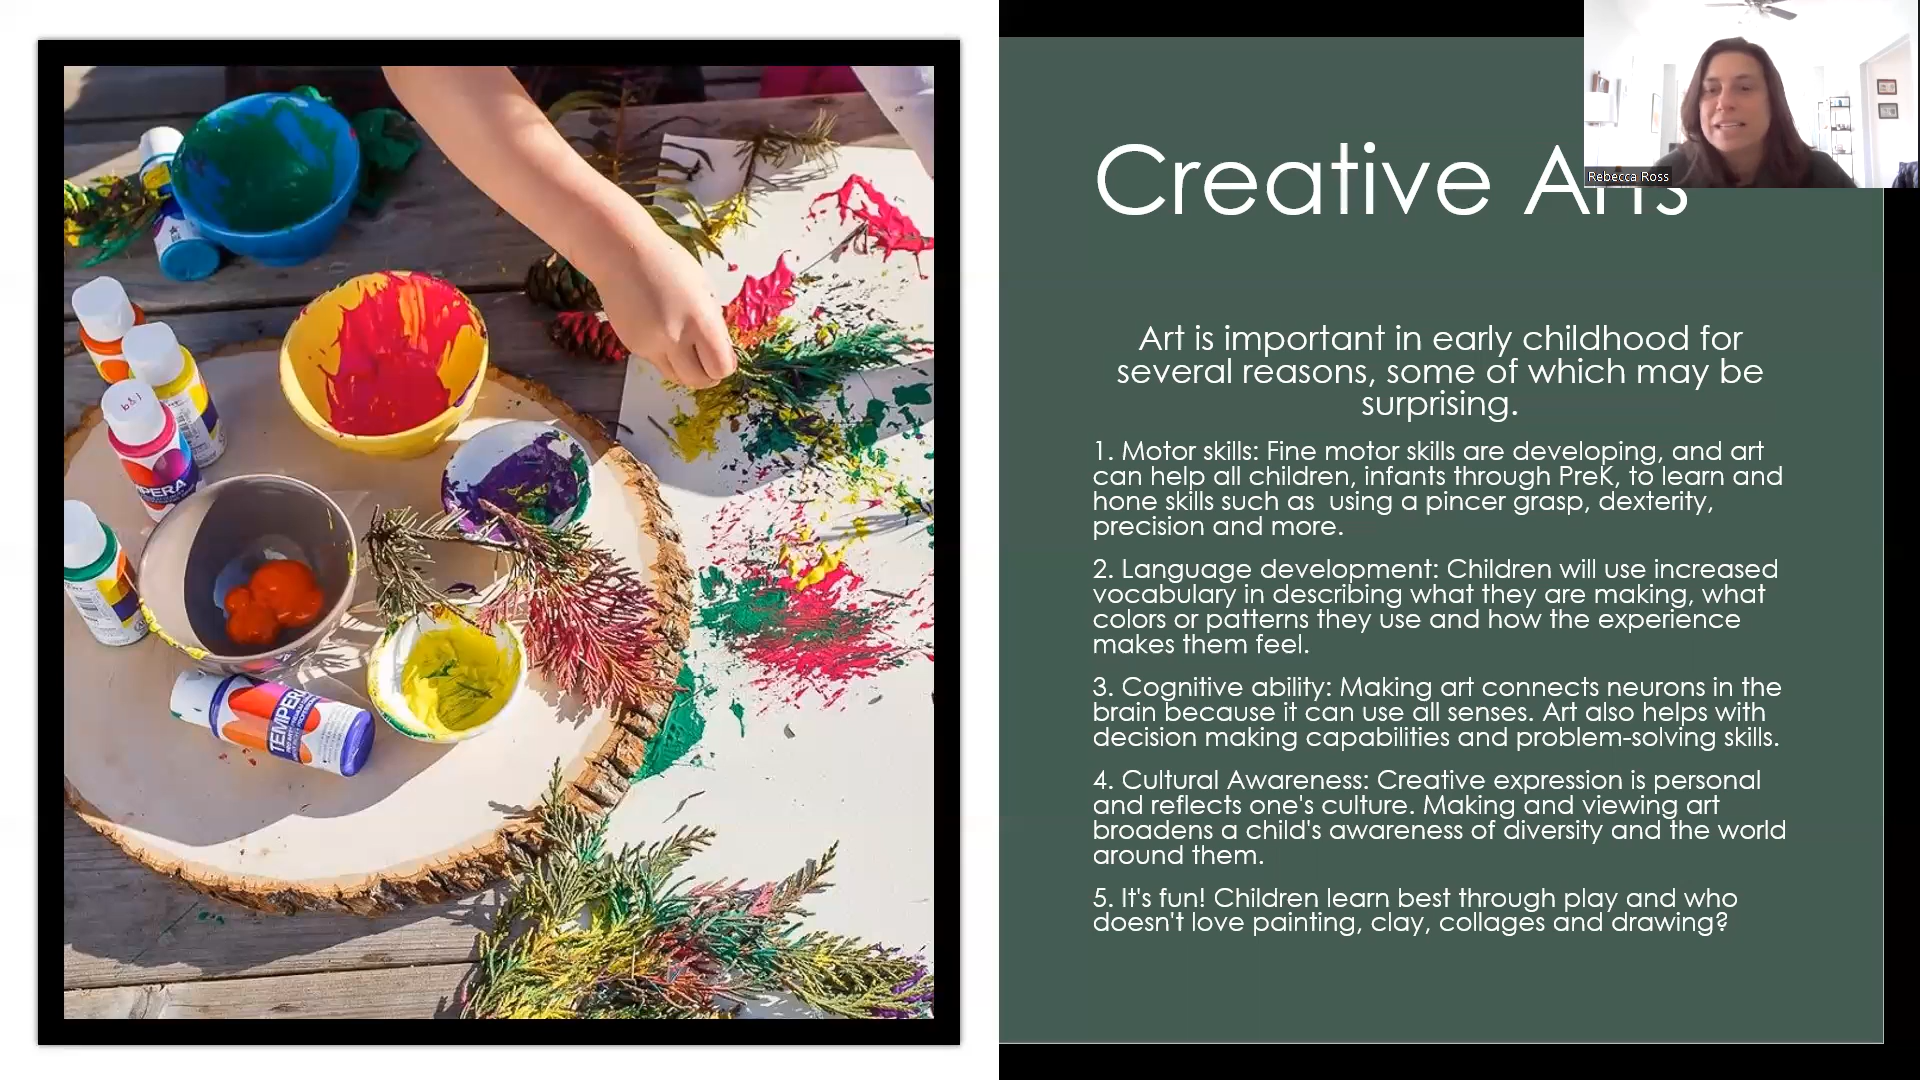 Creative Arts
Rebecca Ross
Art is important in early childhood for
several reasons, some of which may be
surprising.
1. Motor skills: Fine motor skills are developing, and art
can help all children, infants through PreK, to learn and
hone skills such as  using a pincer grasp, dexterity,
precision and more.
2. Language development: Children will use increased
vocabulary in describing what they are making, what
colors or patterns they use and how the experience
makes them feel.
3. Cognitive ability: Making art connects neurons in the
brain because it can use all senses. Art also helps with
decision making capabilities and problem-solving skills.
4. Cultural Awareness: Creative expression is personal
and reflects one's culture. Making and viewing art
broadens a child's awareness of diversity and the world
around them.
5. It's fun! Children learn best through play and who
doesn't love painting, clay, collages and drawing?
TEMPERA